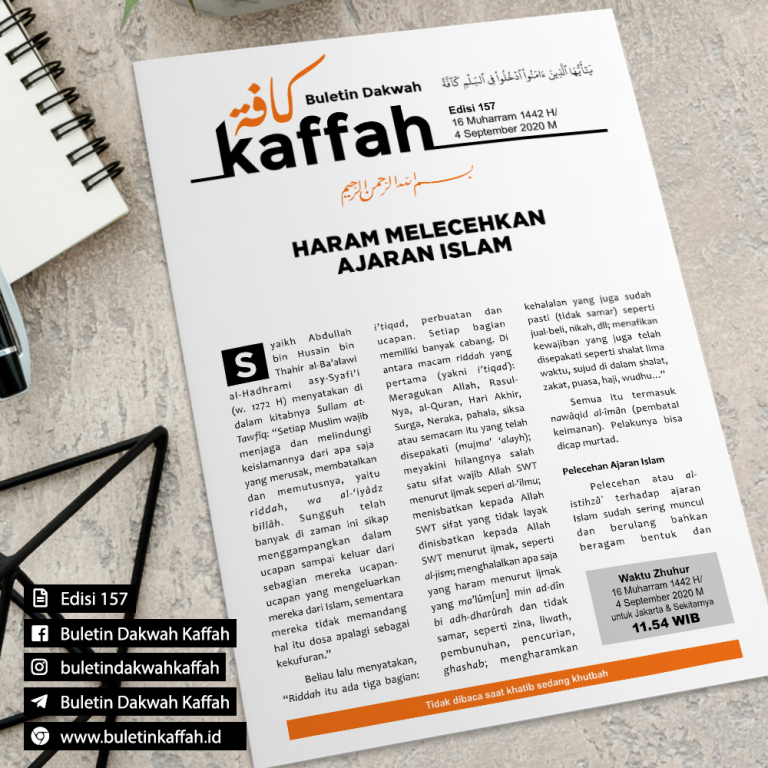 كافة
Buletin Dakwah
kaffah
يَـٰٓأَيُّهَا ٱلَّذِينَ ءَامَنُوا۟ ٱدْخُلُوا۟ فِى ٱلسِّلْمِ كَآفَّةً
Edisi 157
16 Muharram 1442 H/
4 September 2020 M
بسم الله الرحمن الرحيم
HARAM MELECEHKAN
AJARAN ISLAM
Syaikh Abdullah
bin Husain bin
Thahir al-Ba'alawi
al-Hadhrami asy-Syafi'i
(w. 1272 H) menyatakan di
dalam kitabnya Sullam at-
Tawfîq: "Setiap Muslim wajib
menjaga dan melindungi
keislamannya dari apa saja
yang merusak, membatalkan
dan memutusnya, yaitu
riddah, wa al-'iyâdz
billâh. Sungguh telah
banyak di zaman ini sikap
menggampangkan dalam
ucapan sampai keluar dari
sebagian mereka ucapan-
ucapan yang mengeluarkan
mereka dari Islam, sementara
mereka tidak memandang
hal itu dosa apalagi sebagai
kekufuran."
Beliau lalu menyatakan,
"Riddah itu ada tiga bagian:
i'tiqad, perbuatan dan
ucapan. Setiap bagian
memiliki banyak cabang. Di
antara macam riddah yang
pertama (yakni i'tiqad):
Meragukan Allah, Rasul-
Nya, al-Quran, Hari Akhir,
Surga, Neraka, pahala, siksa
atau semacam itu yang telah
disepakati (mujma' 'alayh);
meyakini hilangnya salah
satu sifat wajib Allah SWT
menurut ijmak seperi al-'ilmu;
menisbatkan kepada Allah
SWT sifat yang tidak layak
dinisbatkan kepada Allah
SWT menurut ijmak, seperti
al-jism; menghalalkan apa saja
yang haram menurut ijmak
yang ma'lûm[un] min ad-dîn
bi adh-dharûrah dan tidak
samar, seperti zina, liwath,
pembunuhan, pencurian,
ghashab; mengharamkan
kehalalan yang juga sudah
pasti (tidak samar) seperti
jual-beli, nikah, dll; menafikan
kewajiban yang juga telah
disepakati seperti shalat lima
waktu, sujud di dalam shalat,
zakat, puasa, haji, wudhu..."
Semua itu termasuk
nawâqid al-îmân (pembatal
keimanan). Pelakunya bisa
dicap murtad.
Pelecehan Ajaran Islam
Pelecehan atau al-
istihzâ' terhadap ajaran
Islam sudah sering muncul
dan berulang bahkan
beragam bentuk dan
Waktu Zhuhur
16 Muharram 1442 H/
4 September 2020 M
untuk Jakarta & Sekitarnya
11.54 WIB
Tidak dibaca saat khatib sedang khutbah
Edisi 157
Buletin Dakwah Kaffah
buletindakwahkaffah
Buletin Dakwah Kaffah
www.buletinkaffah.id